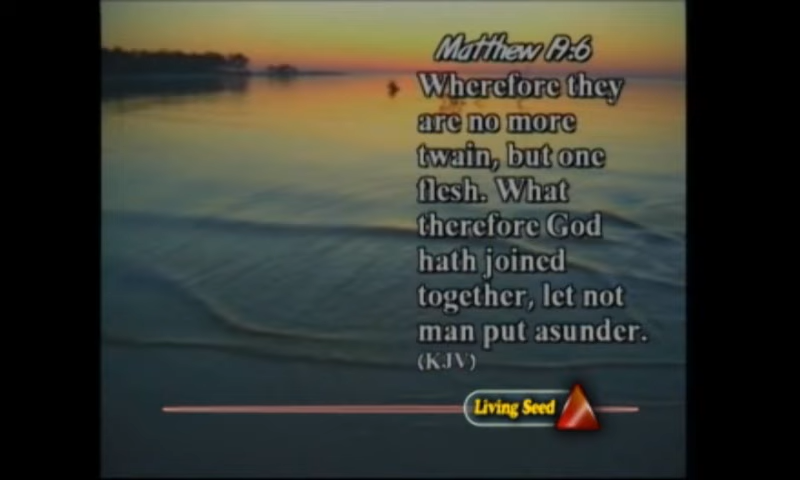 Matthew 19:6
Wherefore they
are no more
twain, but one
flesh. What
therefore God
hath joined
together, let not
man put asunder.
(KJV)
Living Seed